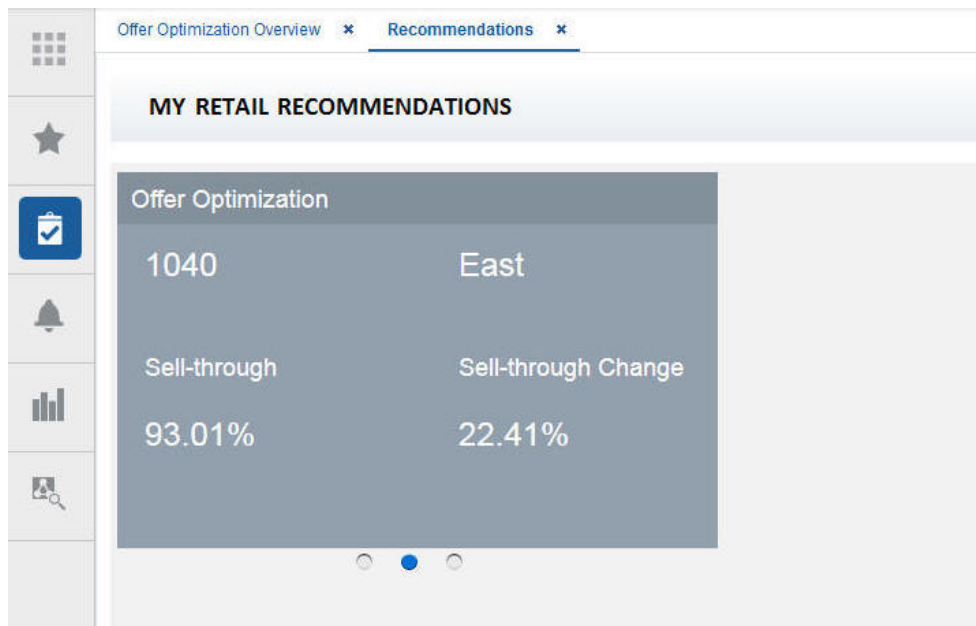 Offer Optimization Overview × Recommendations ×
MY RETAIL RECOMMENDATIONS
Offer Optimization
1040 East
Sell-through Sell-through Change
93.01% 22.41%